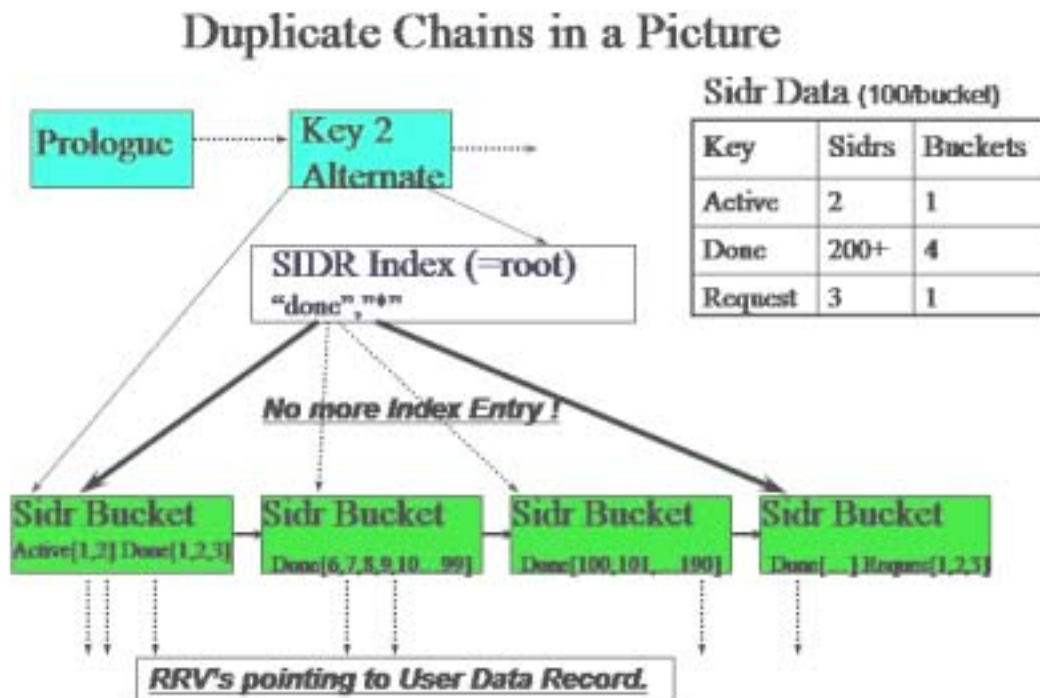 Duplicate Chains in a Picture
Prologue
Key 2
Alternate
Sidr Data (100/bucket)
Key Sidrs Buckets
Active 2 1
Done 200+ 4
Request 3 1
SIDR Index (=root)
“done”,”*”
No more Index Entry !
Sidr Bucket
Active[1,2] Done[1,2,3]
Sidr Bucket
Done[6,7,8,9,10…99]
Sidr Bucket
Done[100,101,…190]
Sidr Bucket
Done[…] Reques[1,2,3]
RRV's pointing to User Data Record.